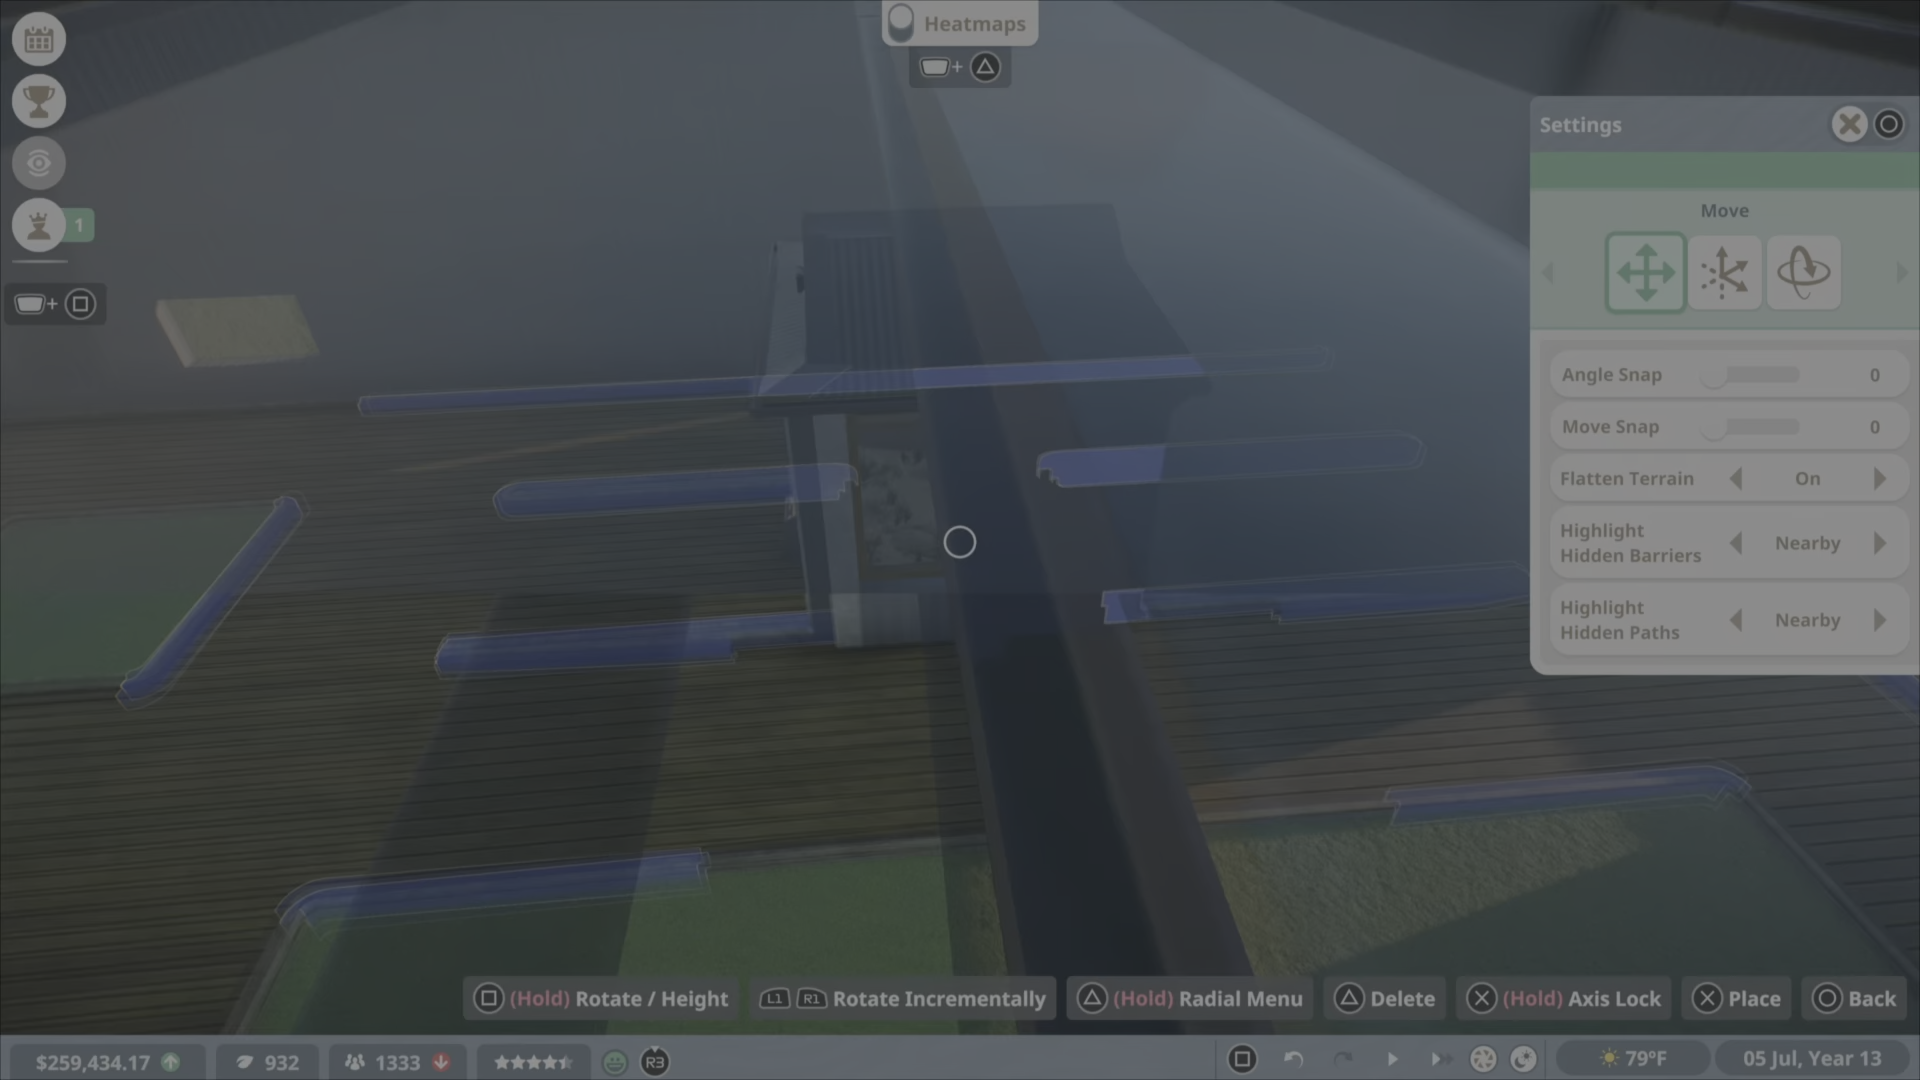 Heatmaps
+
1
+
Settings
Move
Angle Snap 0
Move Snap 0
Flatten Terrain On
Highlight
Hidden Barriers Nearby
Highlight
Hidden Paths Nearby
(Hold) Rotate / Height
L1 R1 Rotate Incrementally
(Hold) Radial Menu
Delete
(Hold) Axis Lock
Place
Back
$259,434.17
932
1333
R3
79°F
05 Jul, Year 13